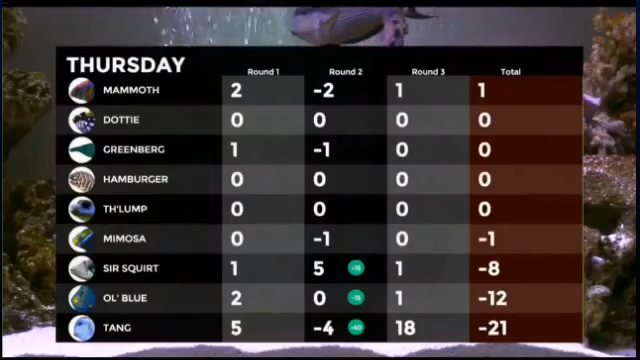 THURSDAY
Round 1 Round 2 Round 3 Total
MAMMOTH 2 -2 1 1
DOTTIE 0 0 0 0
GREENBERG 1 -1 0 0
HAMBURGER 0 0 0 0
TH'LUMP 0 0 0 0
MIMOSA 0 -1 0 -1
SIR SQUIRT 1 5 -15 1 -8
OL' BLUE 2 0 -15 1 -12
TANG 5 -4 -40 18 -21